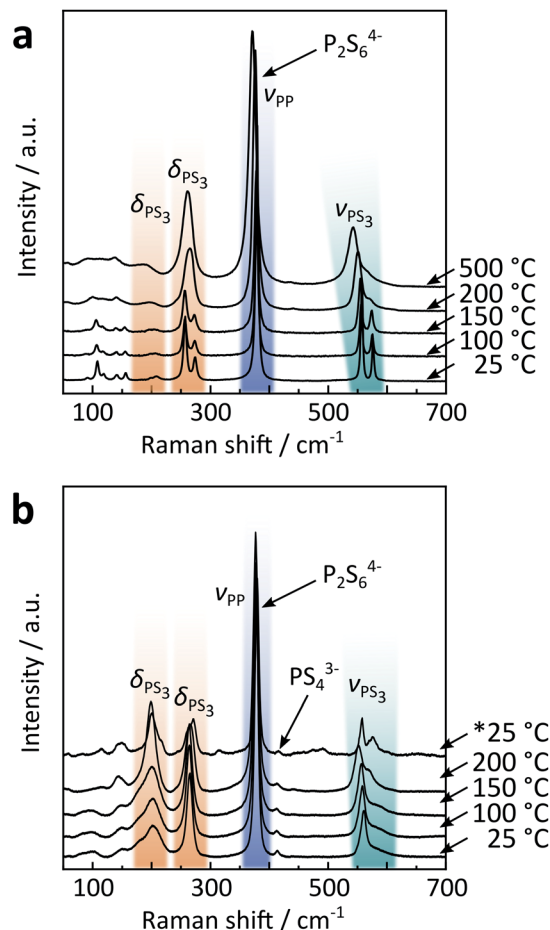 a
P₂S₆⁴⁻
νPP
δPS₃
δPS₃
νPS₃
Intensity / a.u.
500 °C
200 °C
150 °C
100 °C
25 °C
100 300 500 700
Raman shift / cm⁻¹
b
P₂S₆⁴⁻
νPP
PS₄³⁻
δPS₃
δPS₃
νPS₃
Intensity / a.u.
*25 °C
200 °C
150 °C
100 °C
25 °C
100 300 500 700
Raman shift / cm⁻¹